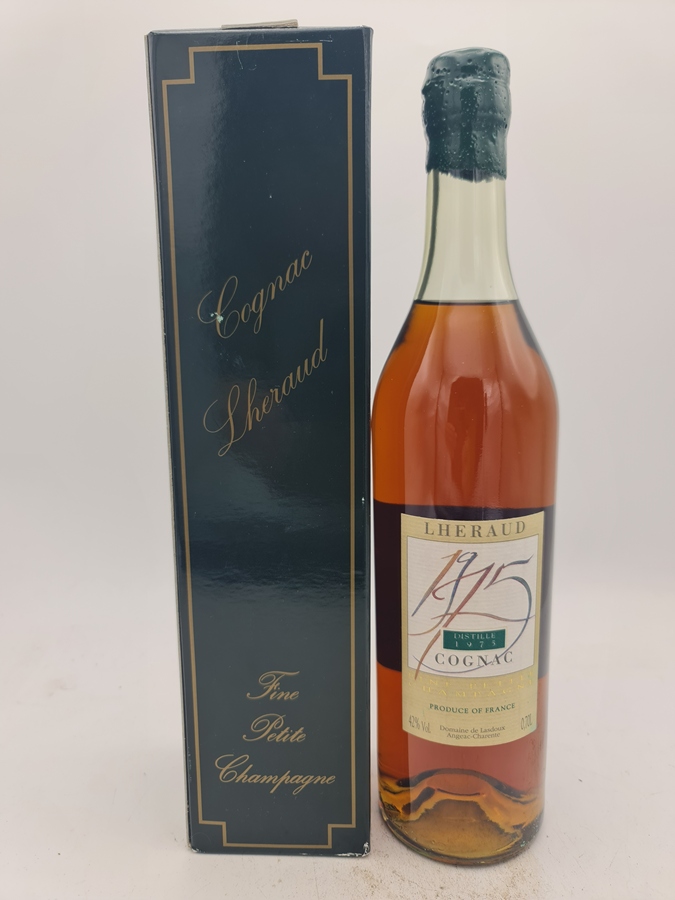 Cognac
Lheraud
Fine
Petite
Champagne
LHERAUD
1975
DISTILLE
1975
COGNAC
PRODUCE OF FRANCE
42% Vol.
0,70L
Domaine de Lasdoux
Angeac-Charente